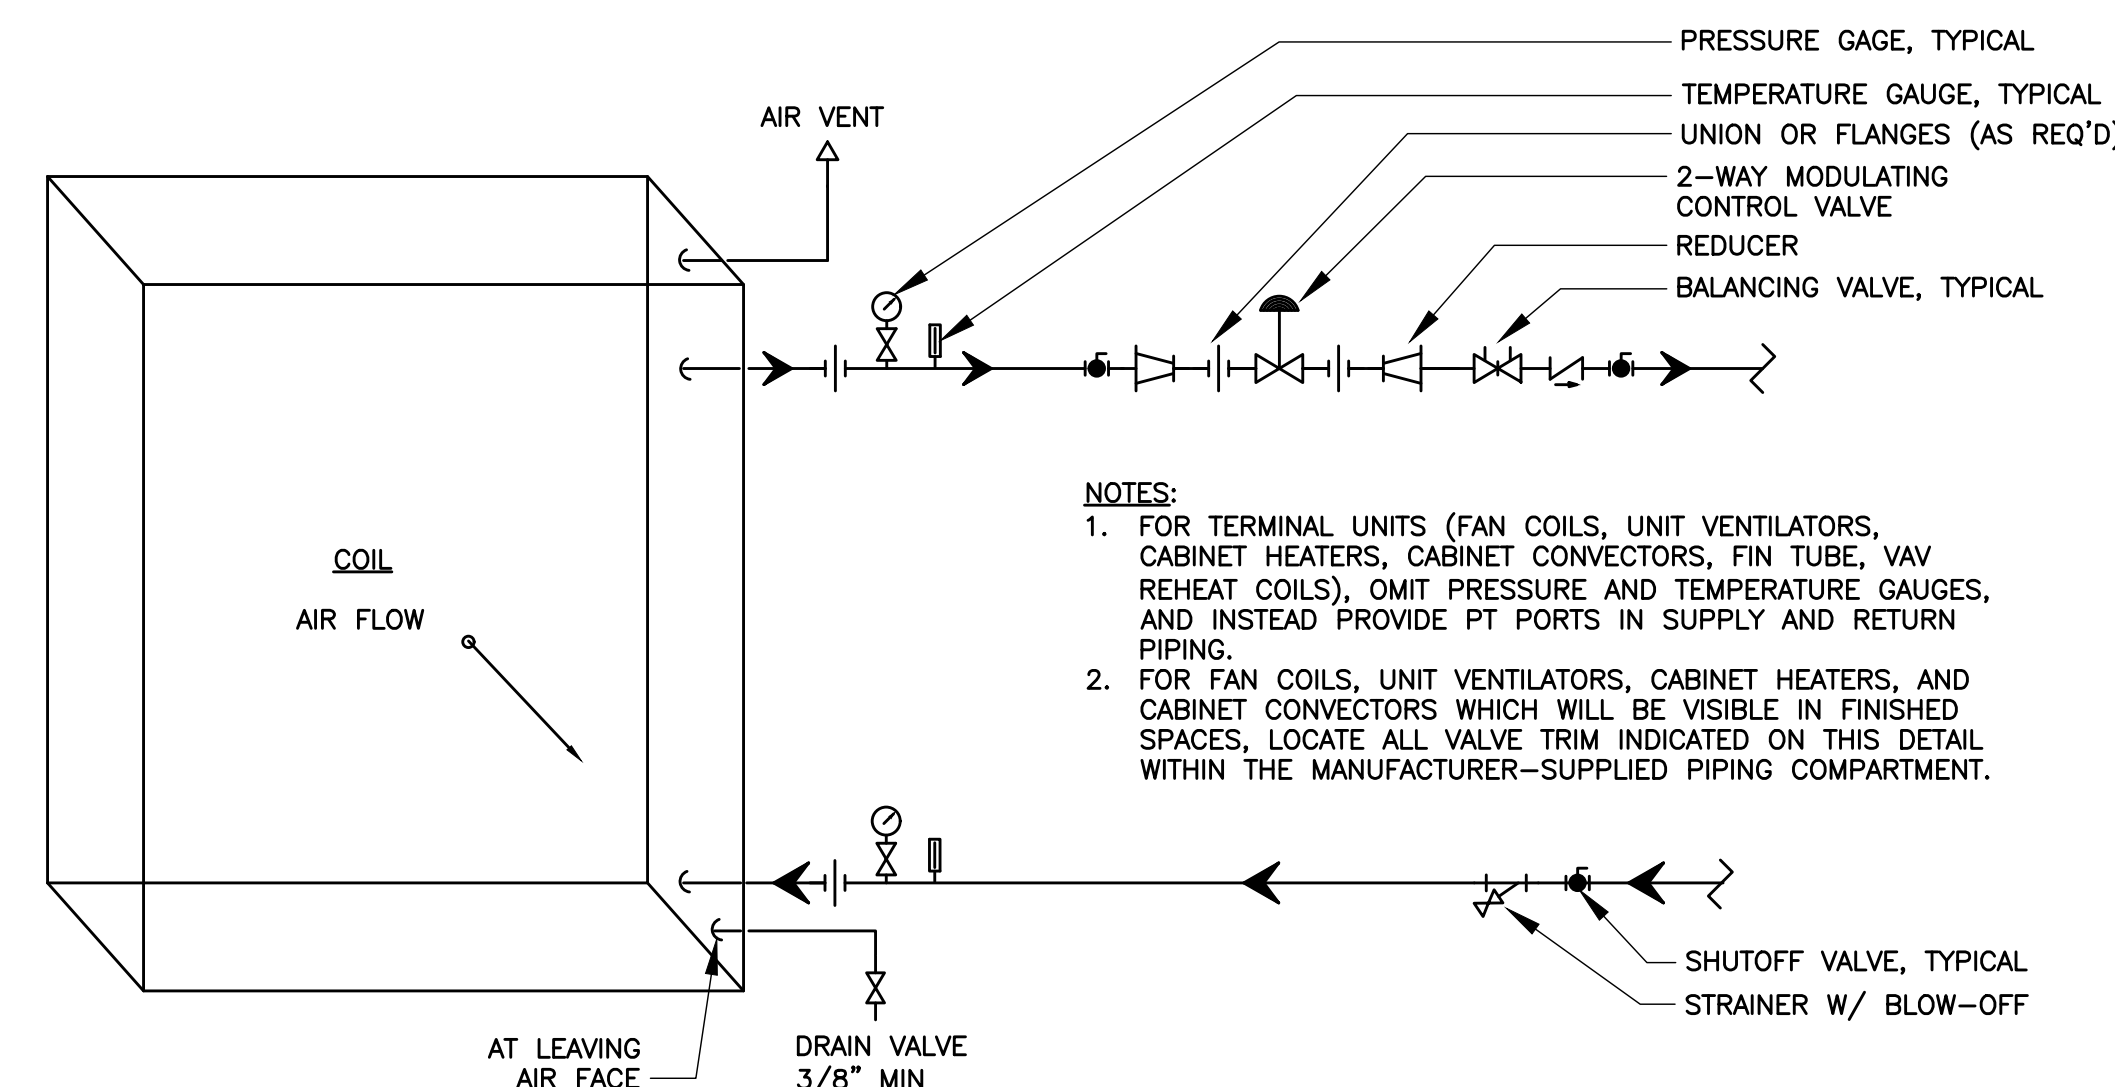 PRESSURE GAGE, TYPICAL
TEMPERATURE GAUGE, TYPICAL
UNION OR FLANGES (AS REQ'D)
2-WAY MODULATING
CONTROL VALVE
REDUCER
BALANCING VALVE, TYPICAL
AIR VENT
COIL
AIR FLOW
NOTES:
1. FOR TERMINAL UNITS (FAN COILS, UNIT VENTILATORS,
CABINET HEATERS, CABINET CONVECTORS, FIN TUBE, VAV
REHEAT COILS), OMIT PRESSURE AND TEMPERATURE GAUGES,
AND INSTEAD PROVIDE PT PORTS IN SUPPLY AND RETURN
PIPING.
2. FOR FAN COILS, UNIT VENTILATORS, CABINET HEATERS, AND
CABINET CONVECTORS WHICH WILL BE VISIBLE IN FINISHED
SPACES, LOCATE ALL VALVE TRIM INDICATED ON THIS DETAIL
WITHIN THE MANUFACTURER-SUPPLIED PIPING COMPARTMENT.
SHUTOFF VALVE, TYPICAL
STRAINER W/ BLOW-OFF
AT LEAVING
AIR FACE
DRAIN VALVE
3/8" MIN